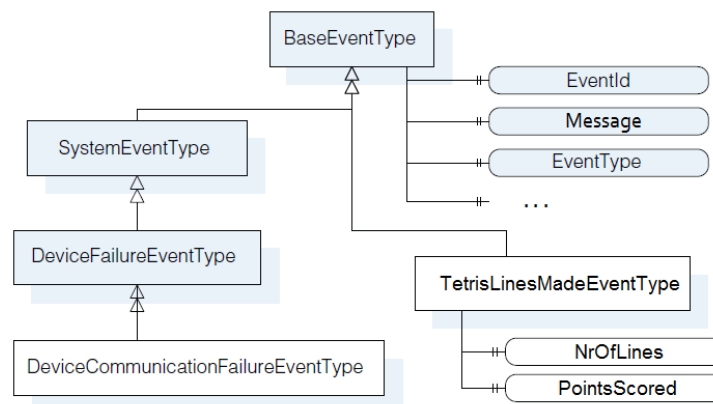 BaseEventType
EventId
Message
EventType
...
SystemEventType
DeviceFailureEventType
TetrisLinesMadeEventType
NrOfLines
PointsScored
DeviceCommunicationFailureEventType